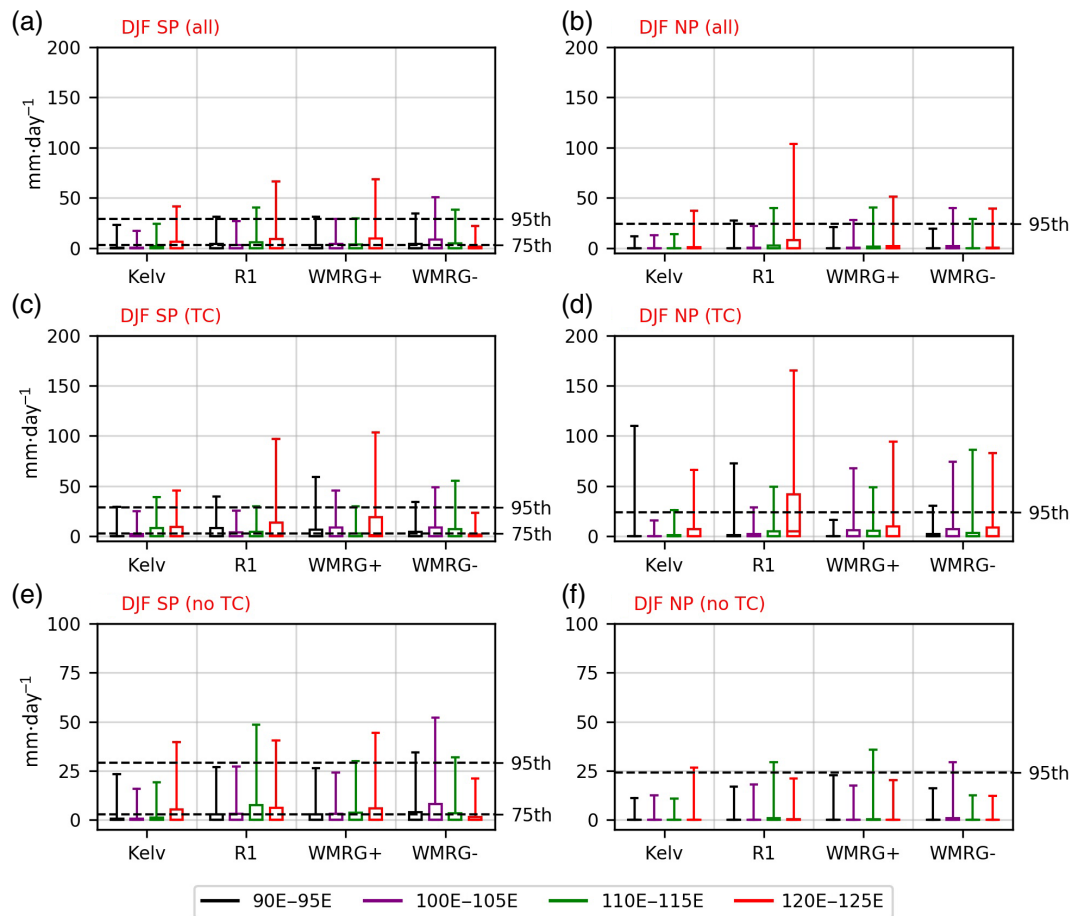 (a) DJF SP (all)
(b) DJF NP (all)
200
150
100
50
0
mm·day⁻¹
95th
75th
Kelv R1 WMRG+ WMRG-
200
150
100
50
0
95th
Kelv R1 WMRG+ WMRG-
(c) DJF SP (TC)
(d) DJF NP (TC)
200
150
100
50
0
mm·day⁻¹
95th
75th
Kelv R1 WMRG+ WMRG-
200
150
100
50
0
95th
Kelv R1 WMRG+ WMRG-
(e) DJF SP (no TC)
(f) DJF NP (no TC)
100
75
50
25
0
mm·day⁻¹
95th
75th
Kelv R1 WMRG+ WMRG-
100
75
50
25
0
95th
Kelv R1 WMRG+ WMRG-
90E–95E 100E–105E 110E–115E 120E–125E